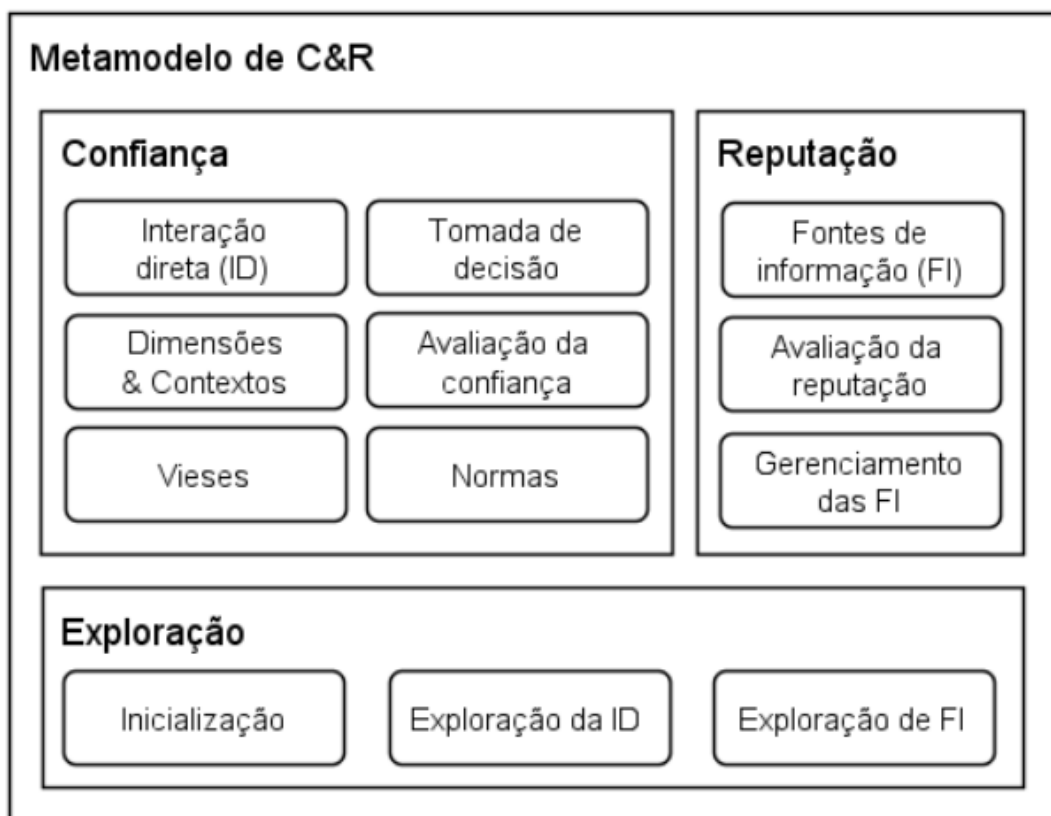 Metamodelo de C&R
Confiança
Interação
direta (ID)
Tomada de
decisão
Dimensões
& Contextos
Avaliação da
confiança
Vieses
Normas
Reputação
Fontes de
informação (FI)
Avaliação da
reputação
Gerenciamento
das FI
Exploração
Inicialização
Exploração da ID
Exploração de FI